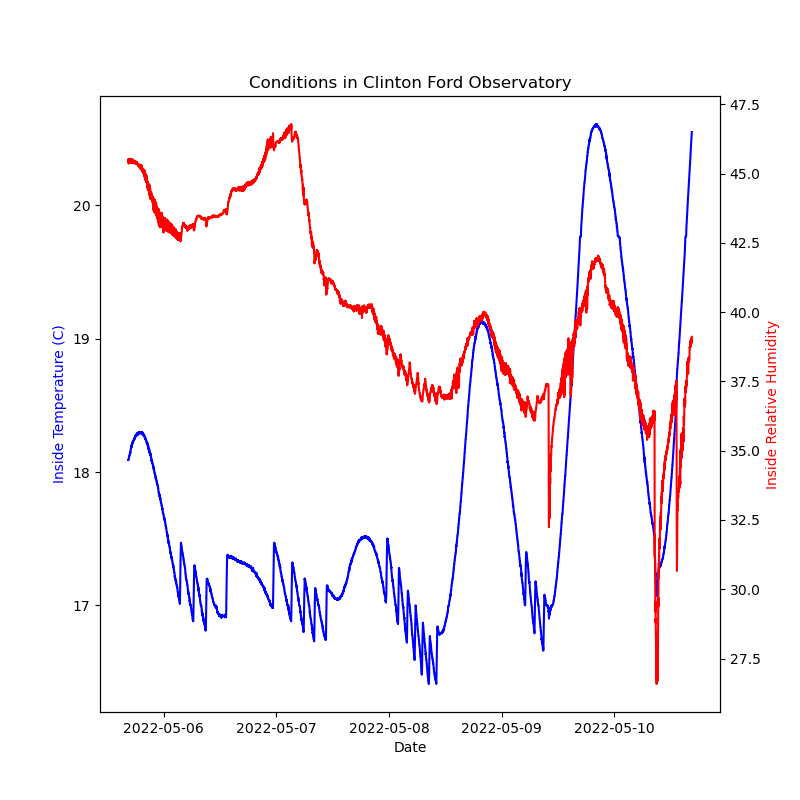 Conditions in Clinton Ford Observatory
Inside Temperature (C)
20
19
18
17
47.5
45.0
42.5
40.0
37.5
35.0
32.5
30.0
27.5
Inside Relative Humidity
2022-05-06 2022-05-07 2022-05-08 2022-05-09 2022-05-10
Date